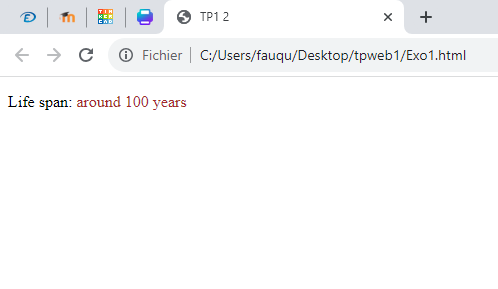 TP1 2
Fichier C:/Users/fauqu/Desktop/tpweb1/Exo1.html
Life span: around 100 years